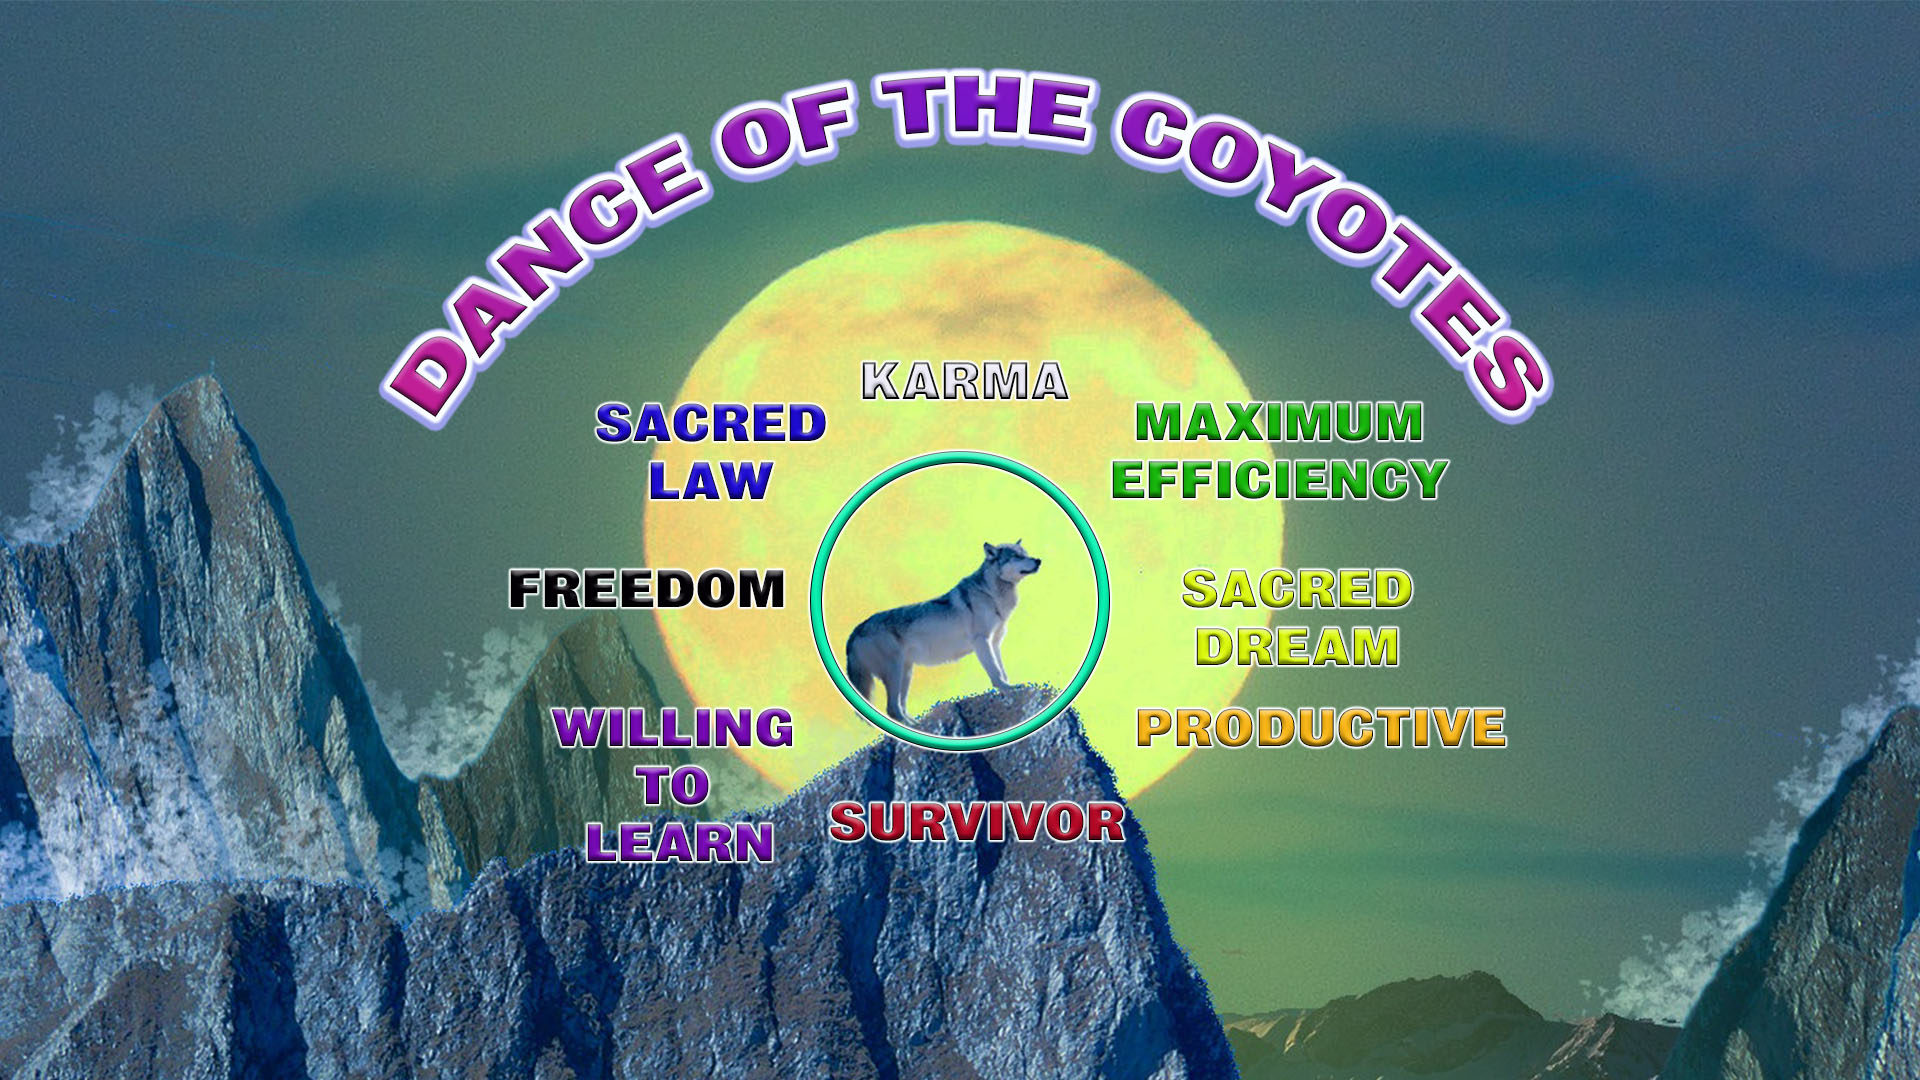 DANCE OF THE COYOTES
KARMA
SACRED
LAW
MAXIMUM
EFFICIENCY
FREEDOM
SACRED
DREAM
WILLING
TO
LEARN
PRODUCTIVE
SURVIVOR